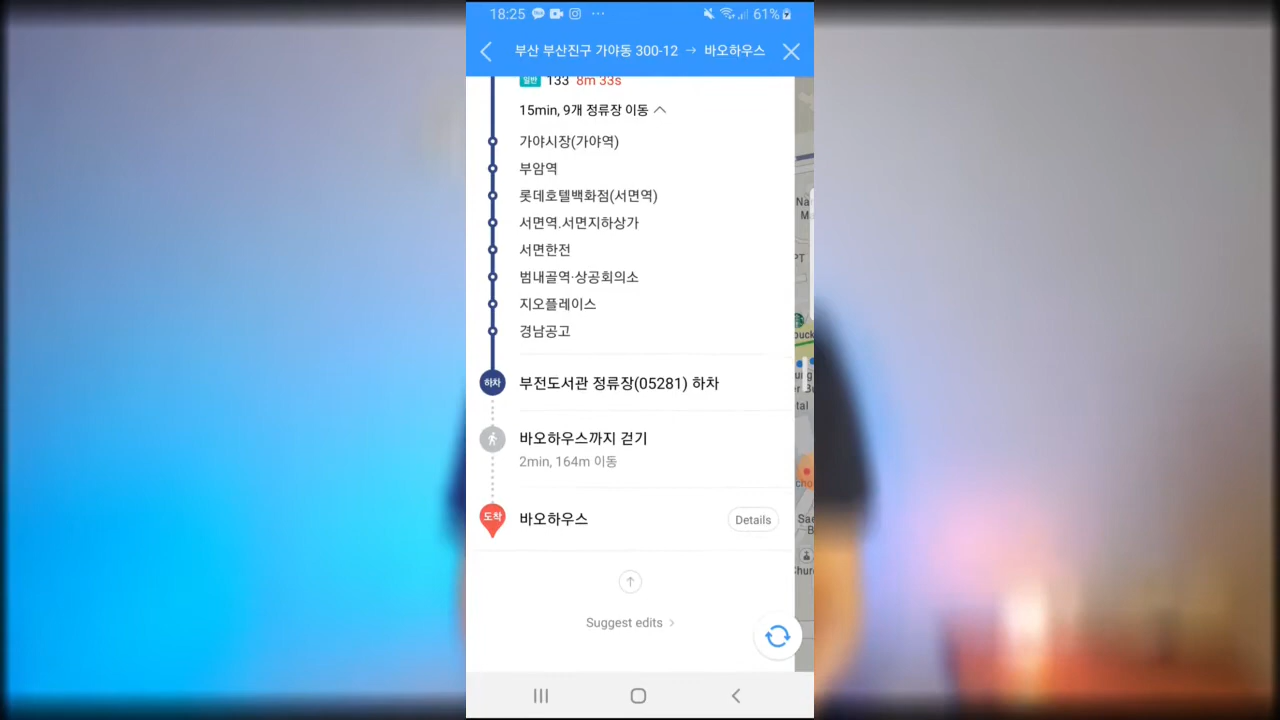 18:25 ... 61%
부산 부산진구 가야동 300-12 → 바오하우스
일반 133 8m 33s
15min, 9개 정류장 이동
가야시장(가야역)
부암역
롯데호텔백화점(서면역)
서면역.서면지하상가
서면한전
범내골역·상공회의소
지오플레이스
경남공고
하차 부전도서관 정류장(05281) 하차
바오하우스까지 걷기
2min, 164m 이동
도착 바오하우스 Details
Suggest edits >